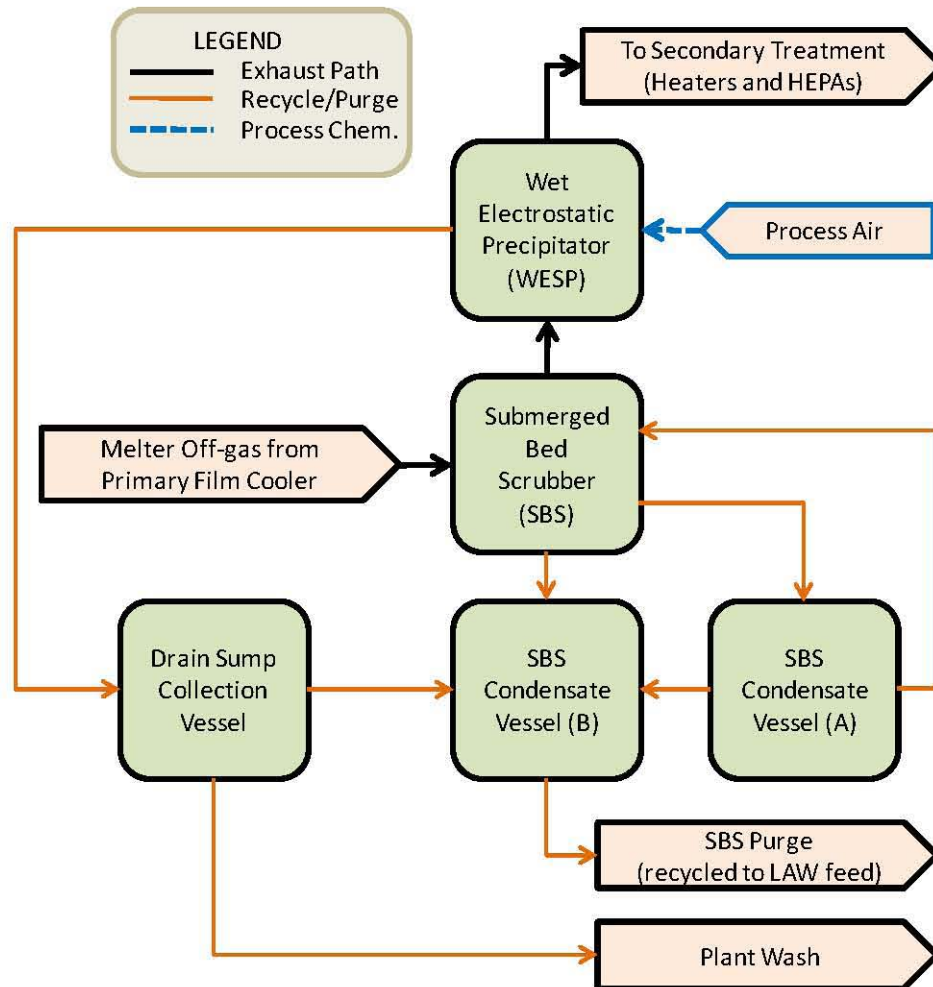 LEGEND
Exhaust Path
Recycle/Purge
Process Chem.
To Secondary Treatment
(Heaters and HEPAs)
Wet
Electrostatic
Precipitator
(WESP)
Process Air
Submerged
Bed
Scrubber
(SBS)
Melter Off-gas from
Primary Film Cooler
Drain Sump
Collection
Vessel
SBS
Condensate
Vessel (B)
SBS
Condensate
Vessel (A)
SBS Purge
(recycled to LAW feed)
Plant Wash